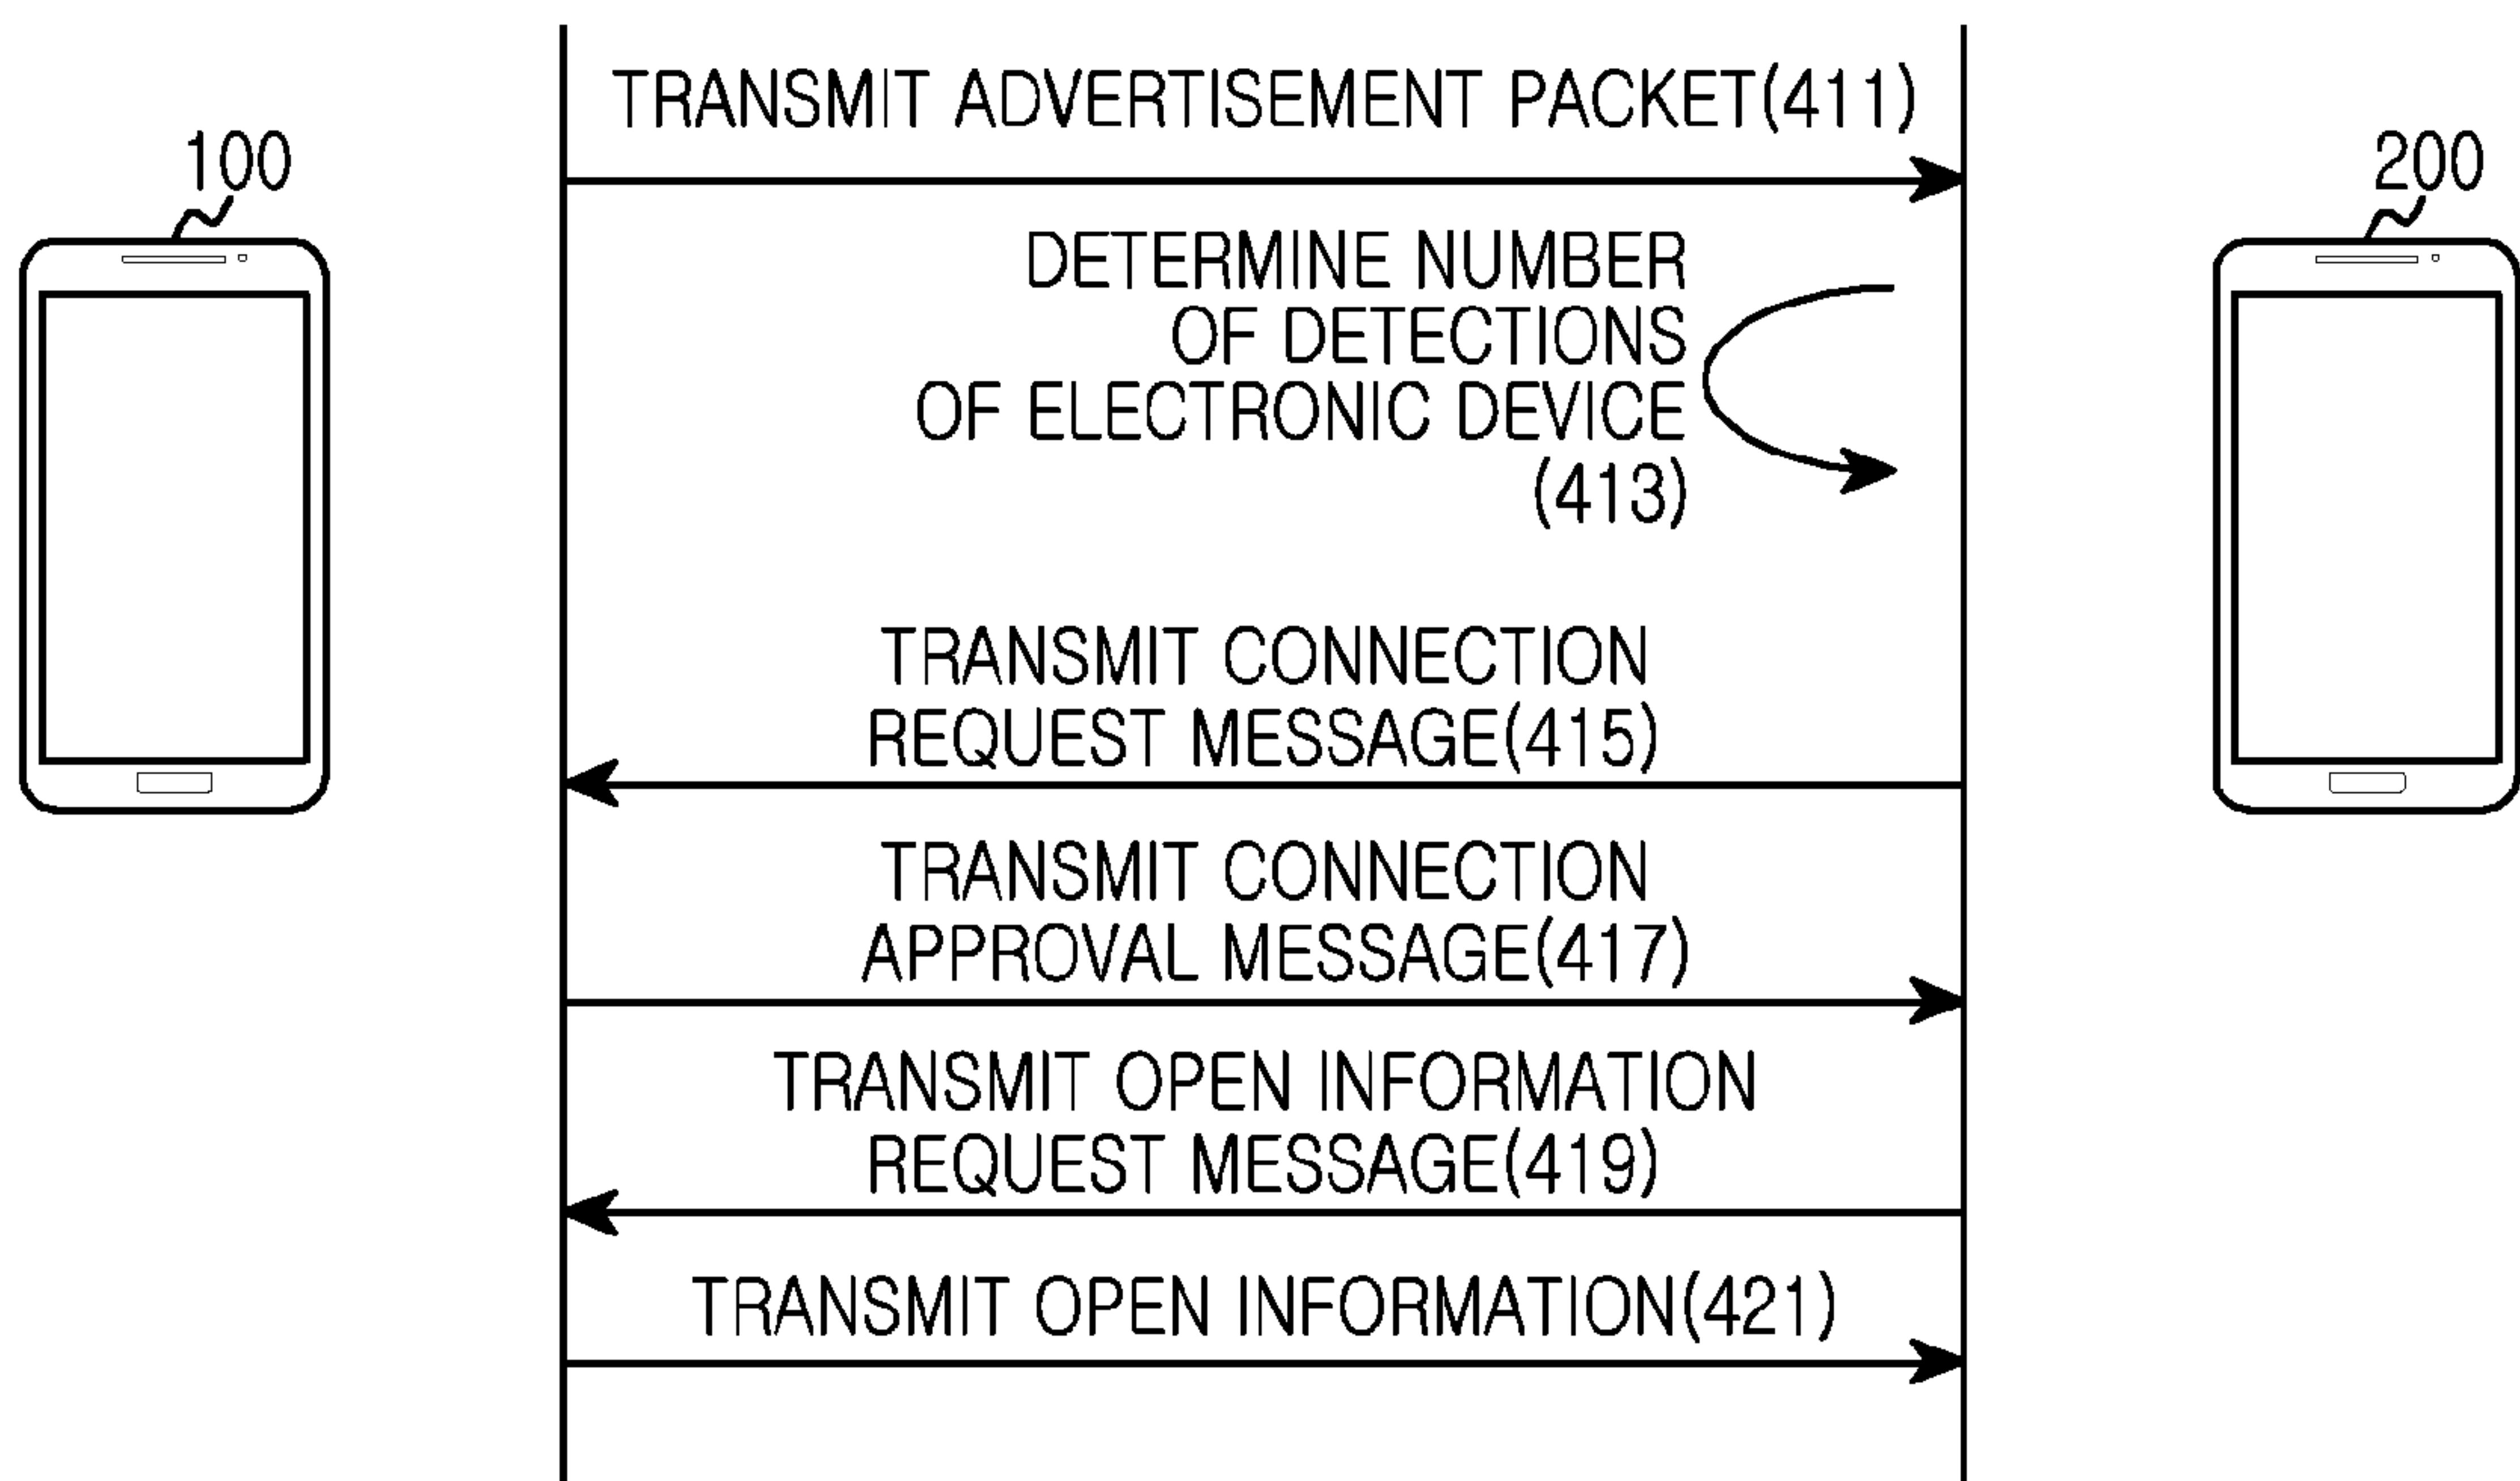 TRANSMIT ADVERTISEMENT PACKET(411)
100
200
DETERMINE NUMBER
OF DETECTIONS
OF ELECTRONIC DEVICE
(413)
TRANSMIT CONNECTION
REQUEST MESSAGE(415)
TRANSMIT CONNECTION
APPROVAL MESSAGE(417)
TRANSMIT OPEN INFORMATION
REQUEST MESSAGE(419)
TRANSMIT OPEN INFORMATION(421)